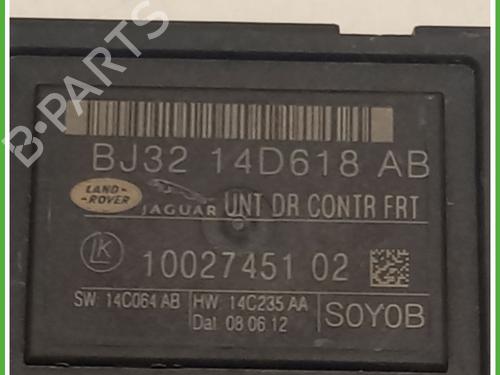 BJ32 14D618 AB
LAND-
-ROVER
JAGUAR UNT DR CONTR FRT
LK
10027451 02
SW: 14C064 AB HW: 14C235 AA
Dat 08.06.12
SOYOB
B-PARTS